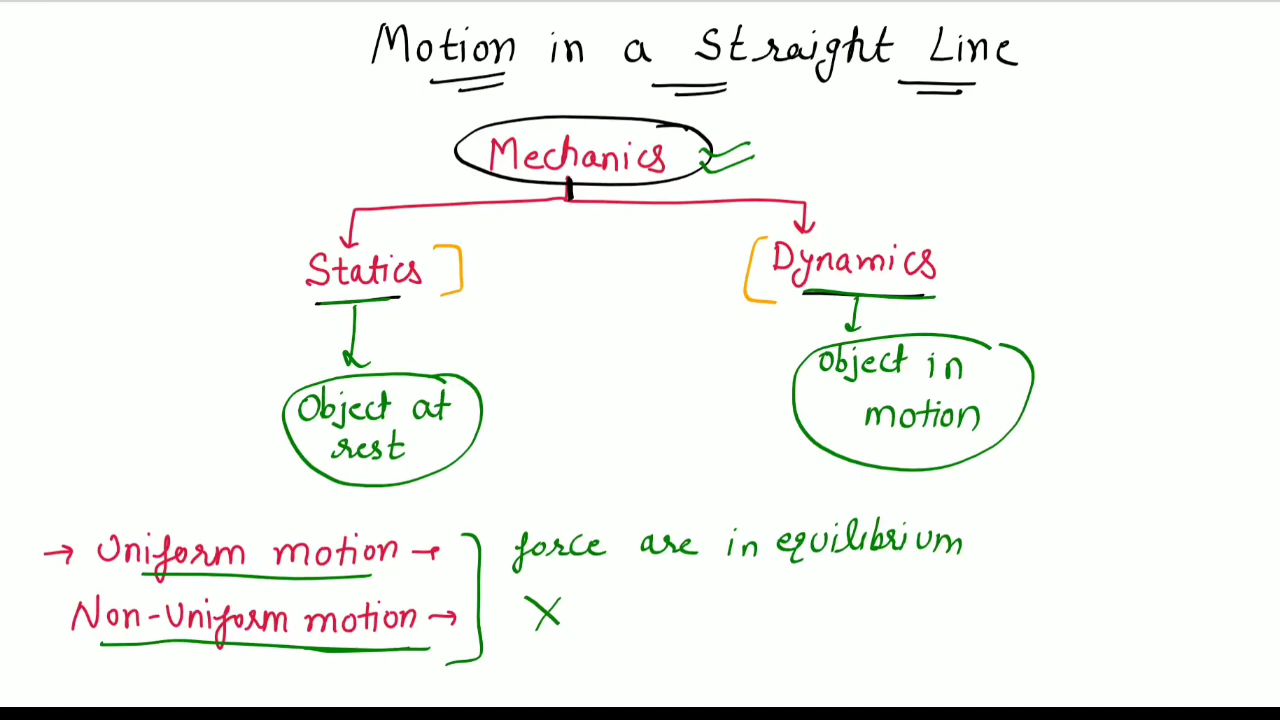 Motion in a Straight Line
Mechanics
Statics
Dynamics
Object at
rest
Object in
motion
→ Uniform motion →
force are in equilibrium
Non-Uniform motion →
X